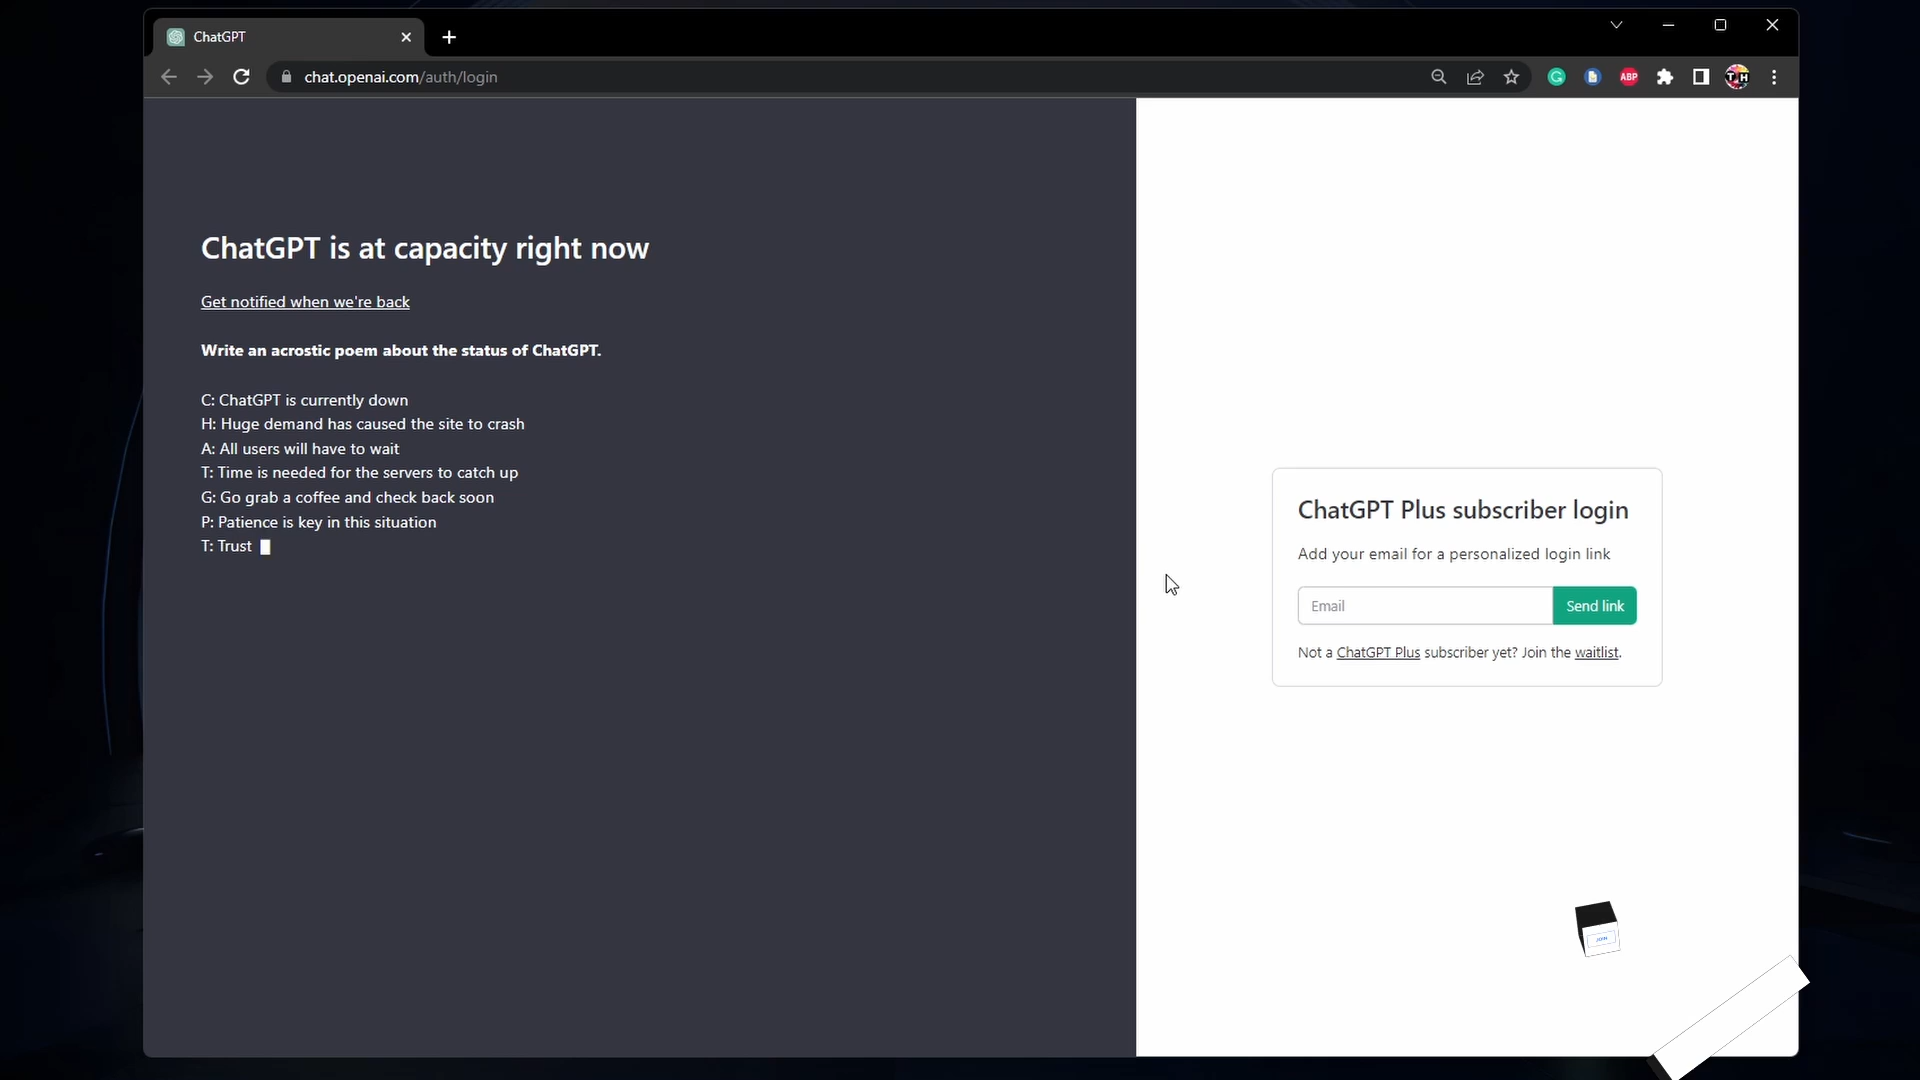 ChatGPT
chat.openai.com/auth/login
ABP
T H
ChatGPT is at capacity right now
Get notified when we're back
Write an acrostic poem about the status of ChatGPT.
C: ChatGPT is currently down
H: Huge demand has caused the site to crash
A: All users will have to wait
T: Time is needed for the servers to catch up
G: Go grab a coffee and check back soon
P: Patience is key in this situation
T: Trust
ChatGPT Plus subscriber login
Add your email for a personalized login link
Email
Send link
Not a ChatGPT Plus subscriber yet? Join the waitlist.
JOIN